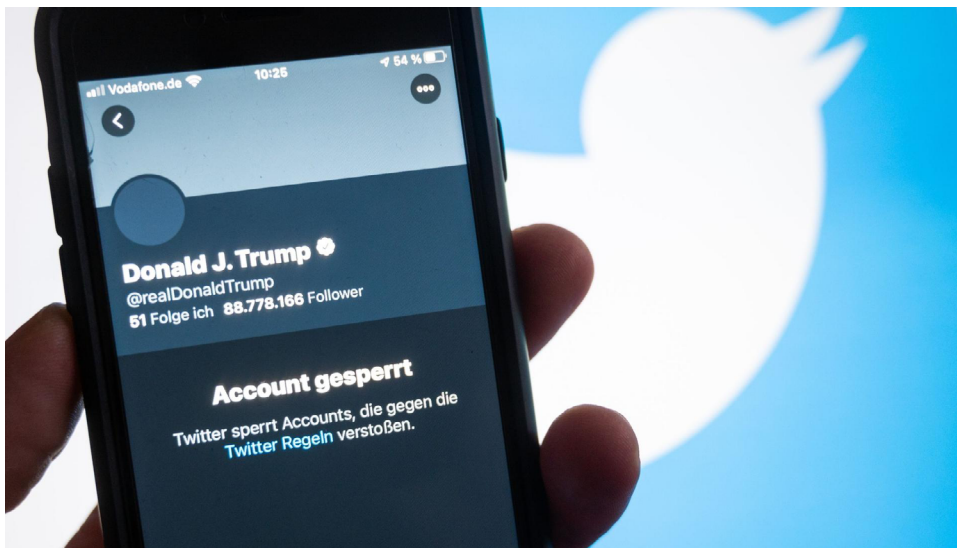 Vodafone.de 10:25 54 %
Donald J. Trump
@realDonaldTrump
51 Folge ich 88.778.166 Follower
Account gesperrt
Twitter sperrt Accounts, die gegen die
Twitter Regeln verstoßen.